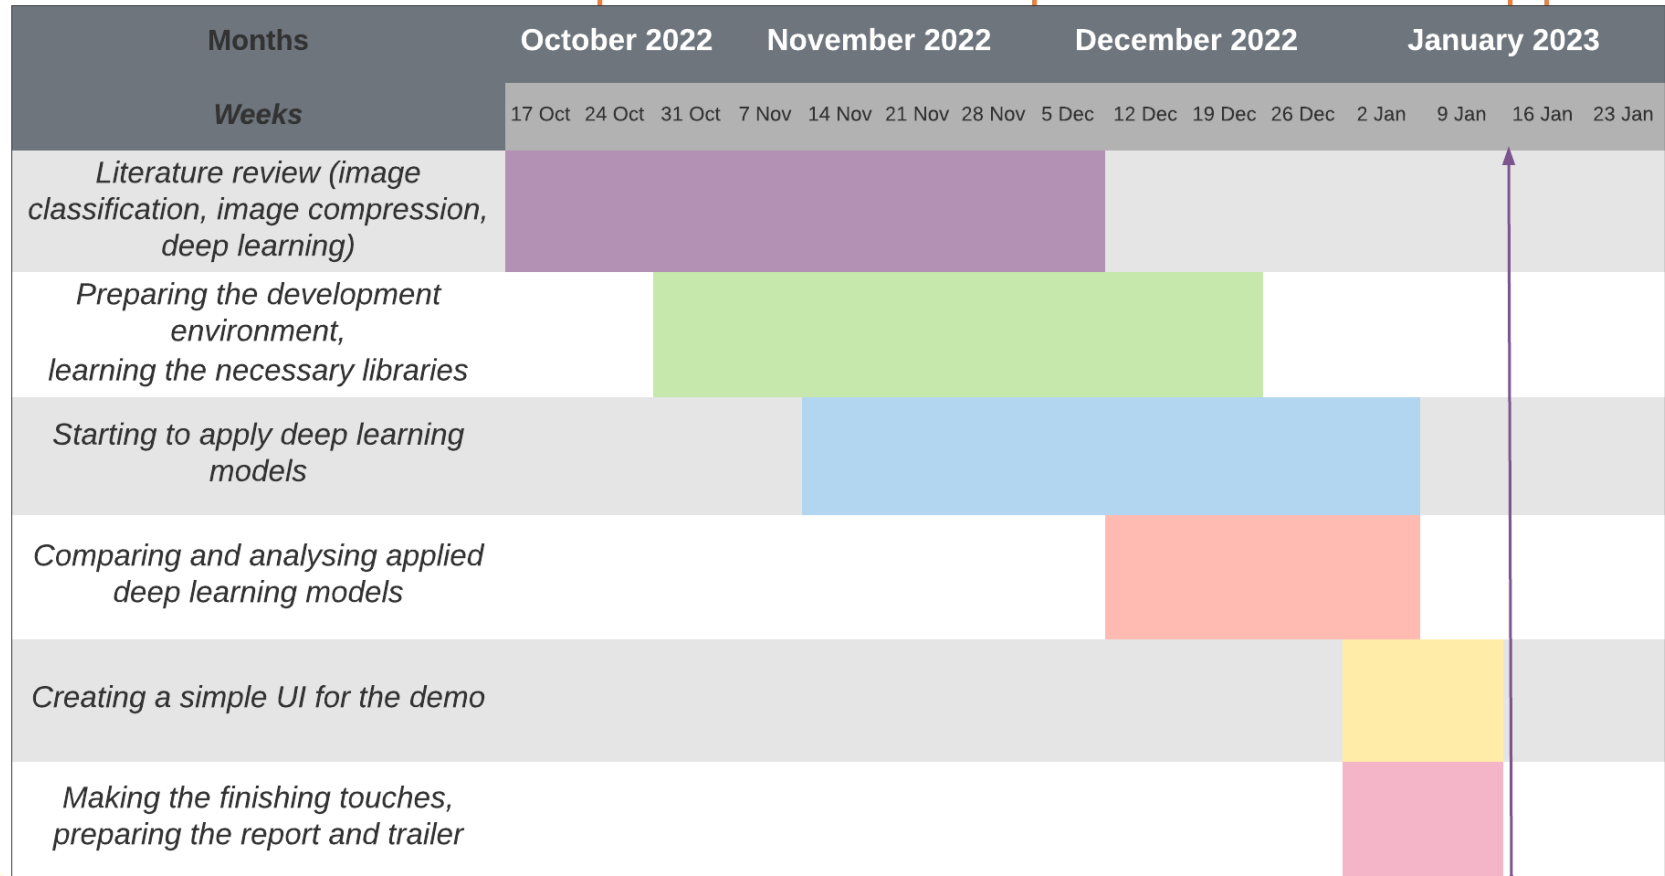 Months October 2022 November 2022 December 2022 January 2023
Weeks 17 Oct 24 Oct 31 Oct 7 Nov 14 Nov 21 Nov 28 Nov 5 Dec 12 Dec 19 Dec 26 Dec 2 Jan 9 Jan 16 Jan 23 Jan
Literature review (image
classification, image compression,
deep learning)
Preparing the development
environment,
learning the necessary libraries
Starting to apply deep learning
models
Comparing and analysing applied
deep learning models
Creating a simple UI for the demo
Making the finishing touches,
preparing the report and trailer